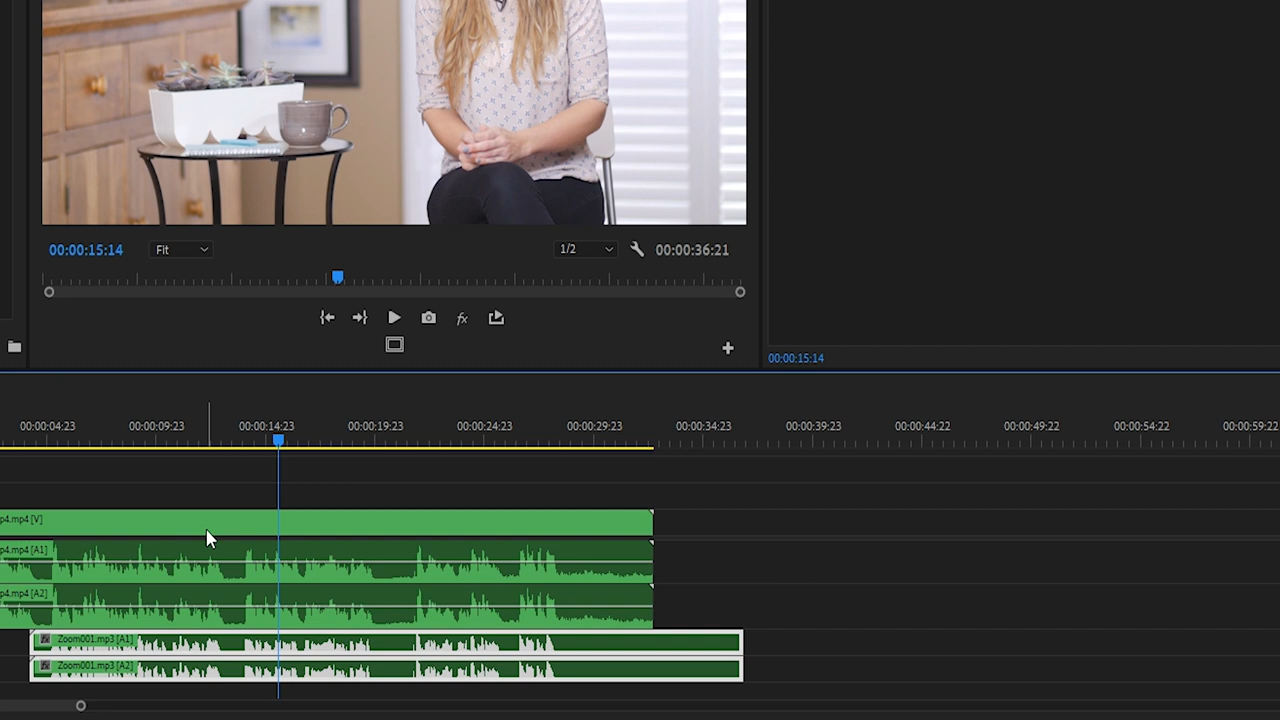 00:00:15:14 Fit 1/2 00:00:36:21
fx
00:00:15:14
00:00:04:23 00:00:09:23 00:00:14:23 00:00:19:23 00:00:24:23 00:00:29:23 00:00:34:23 00:00:39:23 00:00:44:22 00:00:49:22 00:00:54:22 00:00:59:22
p4.mp4 [V]
p4.mp4 [A1]
p4.mp4 [A2]
fx Zoom001.mp3 [A1]
fx Zoom001.mp3 [A2]